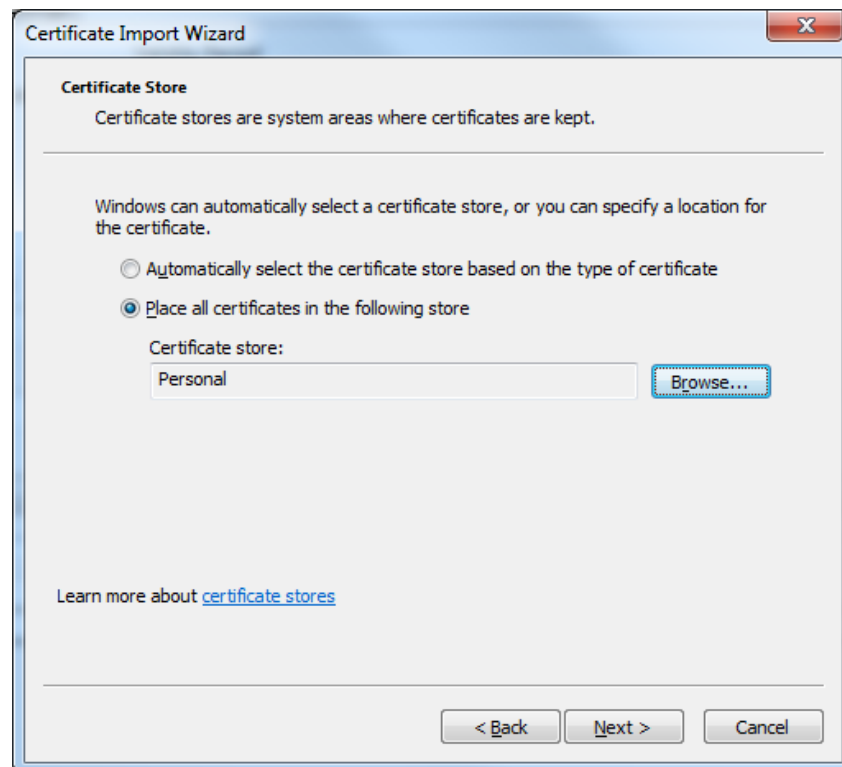 Certificate Import Wizard
Certificate Store
Certificate stores are system areas where certificates are kept.
Windows can automatically select a certificate store, or you can specify a location for
the certificate.
Automatically select the certificate store based on the type of certificate
Place all certificates in the following store
Certificate store:
Personal
Browse...
Learn more about certificate stores
< Back
Next >
Cancel